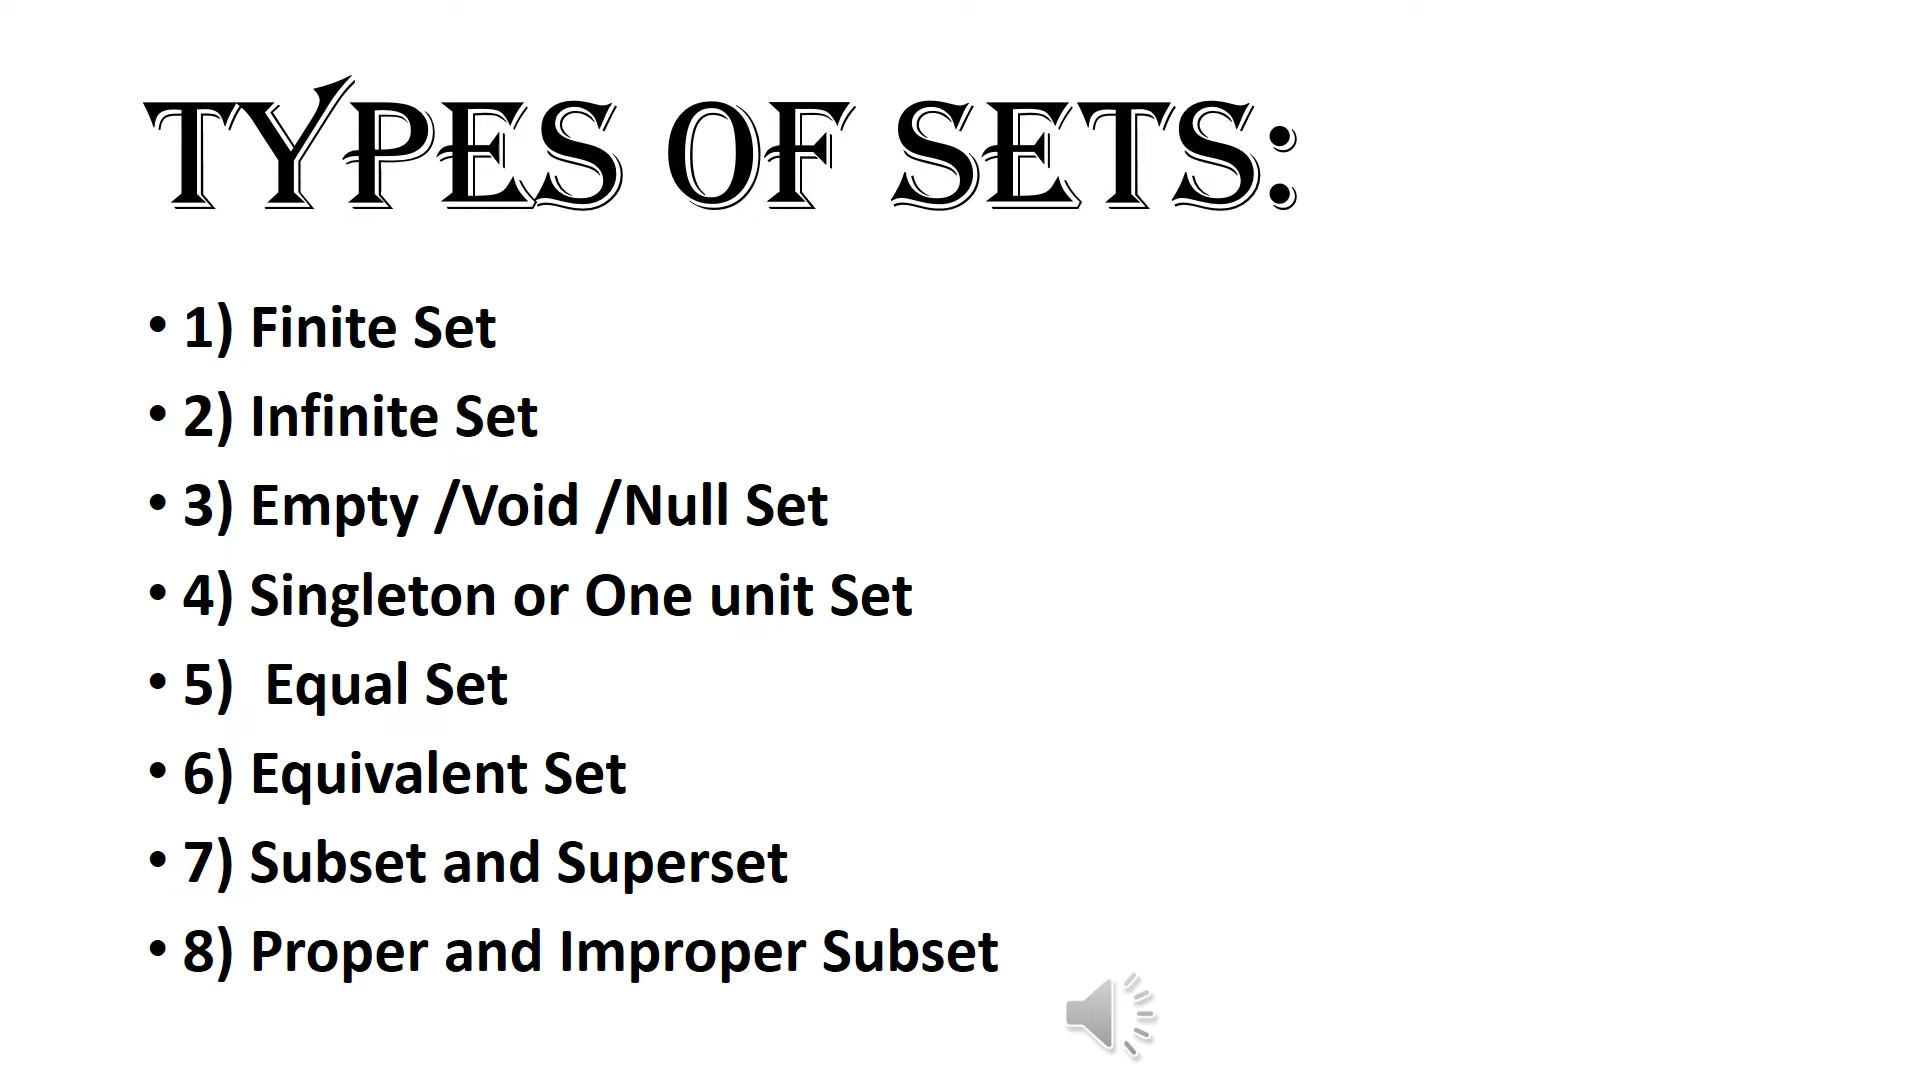 TYPES OF SETS:
• 1) Finite Set
• 2) Infinite Set
• 3) Empty /Void /Null Set
• 4) Singleton or One unit Set
• 5)  Equal Set
• 6) Equivalent Set
• 7) Subset and Superset
• 8) Proper and Improper Subset